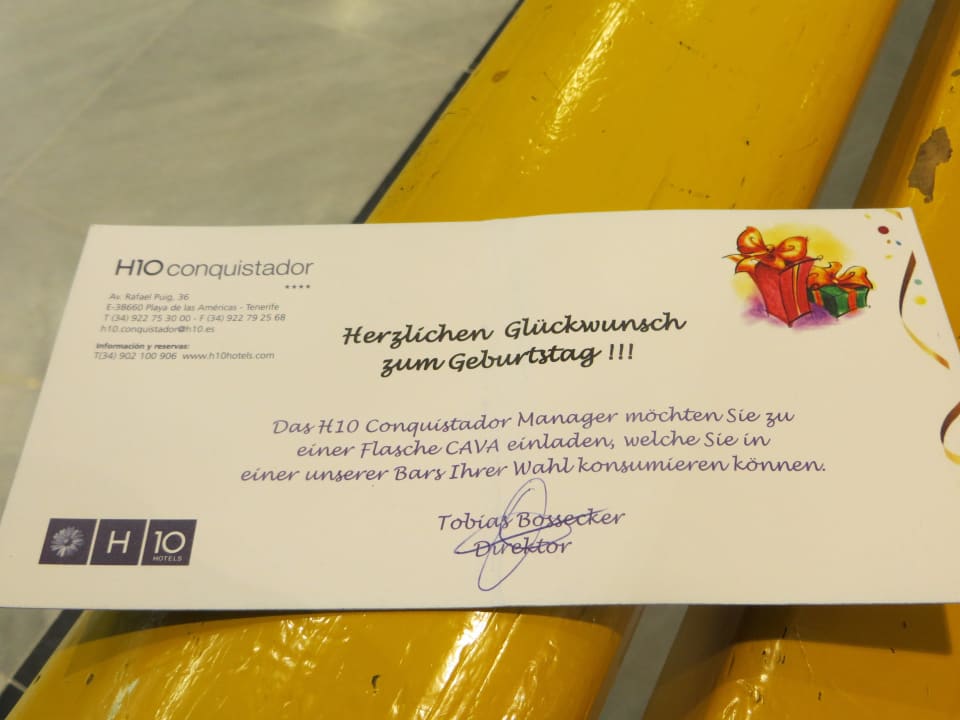 H10 conquistador
****
Av. Rafael Puig, 36
E-38660 Playa de las Américas - Tenerife
T (34) 922 75 30 00 - F (34) 922 79 25 68
h10.conquistador@h10.es
Información y reservas:
T(34) 902 100 906 www.h10hotels.com
Herzlichen Glückwunsch
zum Geburtstag !!!
Das H10 Conquistador Manager möchten Sie zu
einer Flasche CAVA einladen, welche Sie in
einer unserer Bars Ihrer Wahl konsumieren können.
Tobias Bossecker
Direktor
H 10
HOTELS